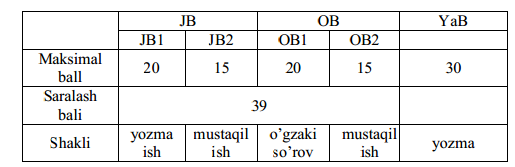 JB OB YaB
JB1 JB2 OB1 OB2
Maksimal
ball 20 15 20 15 30
Saralash
bali 39
Shakli yozma
ish mustaqil
ish o’gzaki
so’rov mustaqil
ish yozma